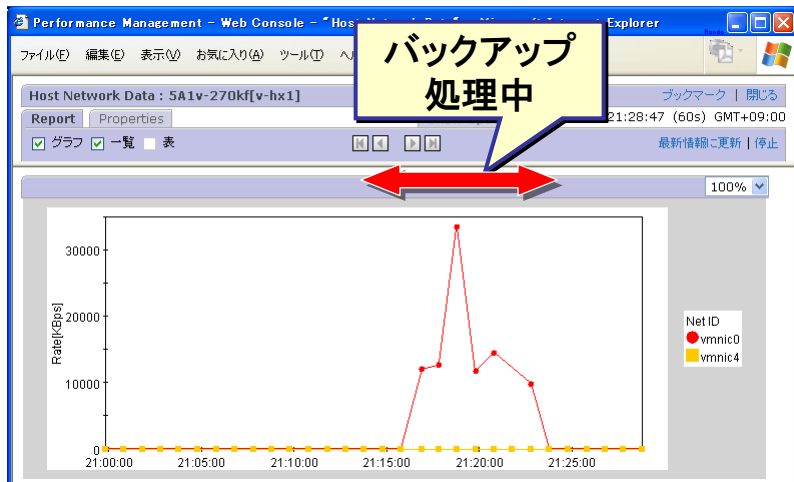 Performance Management - Web Console - "Host Network Data" - Microsoft Internet Explorer
ファイル(F) 編集(E) 表示(V) お気に入り(A) ツール(T)
バックアップ
処理中
Host Network Data : 5A1v-270kf[v-hx1]
ブックマーク | 閉じる
Report Properties
21:28:47 (60s) GMT+09:00
グラフ 一覧 表
最新情報に更新 | 停止
100%
30000
20000
10000
0
Rate[KBps]
21:00:00 21:05:00 21:10:00 21:15:00 21:20:00 21:25:00
Net ID
vmnic0
vmnic4